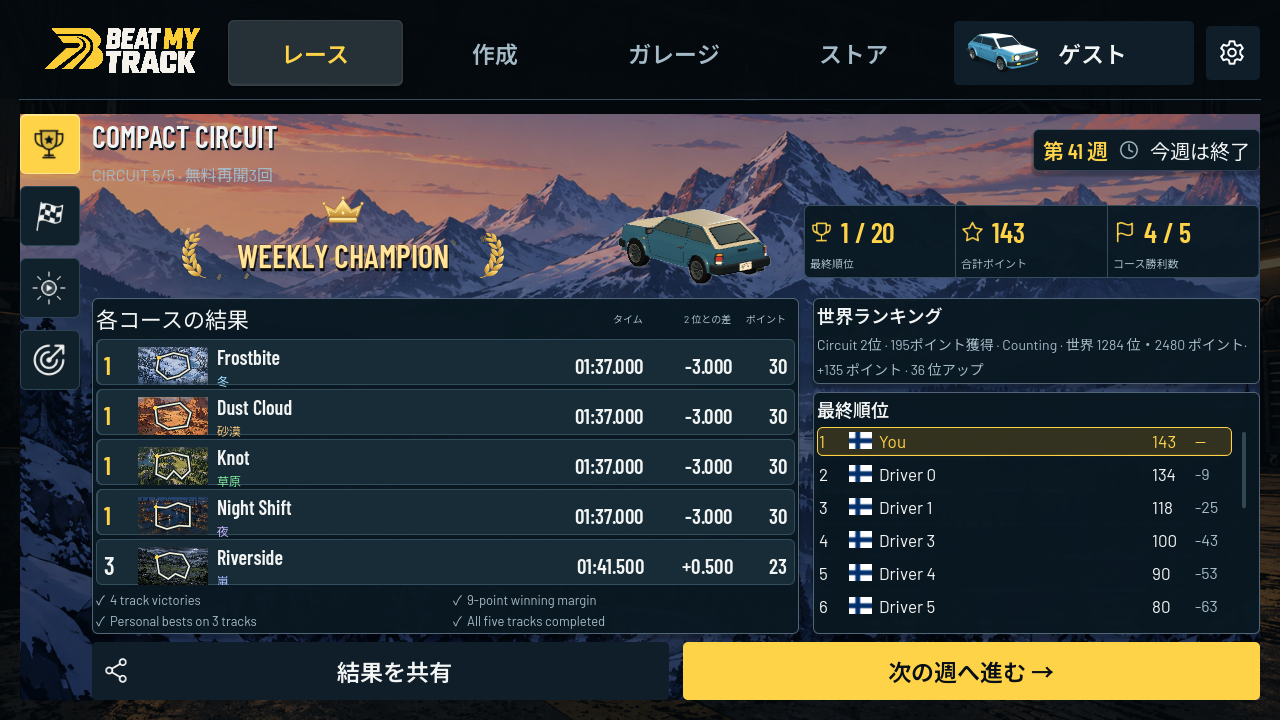 BEAT MY TRACK
レース
作成
ガレージ
ストア
ゲスト
COMPACT CIRCUIT
CIRCUIT 5/5 · 無料再開3回
第 41 週
今週は終了
WEEKLY CHAMPION
1 / 20
最終順位
143
合計ポイント
4 / 5
コース勝利数
各コースの結果
タイム
2 位との差
ポイント
1 Frostbite 01:37.000 -3.000 30
冬
1 Dust Cloud 01:37.000 -3.000 30
砂漠
1 Knot 01:37.000 -3.000 30
草原
1 Night Shift 01:37.000 -3.000 30
夜
3 Riverside 01:41.500 +0.500 23
嵐
✓ 4 track victories
✓ 9-point winning margin
✓ Personal bests on 3 tracks
✓ All five tracks completed
世界ランキング
Circuit 2位 · 195ポイント獲得 · Counting · 世界 1284 位・2480 ポイント·
+135 ポイント · 36 位アップ
最終順位
1 You 143 —
2 Driver 0 134 -9
3 Driver 1 118 -25
4 Driver 3 100 -43
5 Driver 4 90 -53
6 Driver 5 80 -63
結果を共有
次の週へ進む →